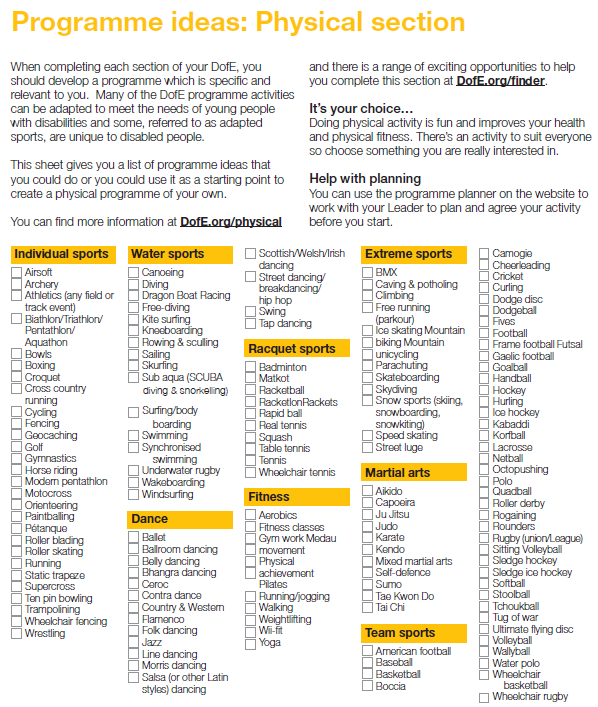 Programme ideas: Physical section
When completing each section of your DofE, you
should develop a programme which is specific and
relevant to you.  Many of the DofE programme activities
can be adapted to meet the needs of young people
with disabilities and some, referred to as adapted
sports, are unique to disabled people.
This sheet gives you a list of programme ideas that
you could do or you could use it as a starting point to
create a physical programme of your own.
You can find more information at DofE.org/physical
and there is a range of exciting opportunities to help
you complete this section at DofE.org/finder.
It's your choice...
Doing physical activity is fun and improves your health
and physical fitness. There's an activity to suit everyone
so choose something you are really interested in.
Help with planning
You can use the programme planner on the website to
work with your Leader to plan and agree your activity
before you start.
Individual sports
Airsoft
Archery
Athletics (any field or
track event)
Biathlon/Triathlon/
Pentathlon/
Aquathon
Bowls
Boxing
Croquet
Cross country
running
Cycling
Fencing
Geocaching
Golf
Gymnastics
Horse riding
Modern pentathlon
Motocross
Orienteering
Paintballing
Pétanque
Roller blading
Roller skating
Running
Static trapeze
Supercross
Ten pin bowling
Trampolining
Wheelchair fencing
Wrestling
Water sports
Canoeing
Diving
Dragon Boat Racing
Free-diving
Kite surfing
Kneeboarding
Rowing & sculling
Sailing
Skurfing
Sub aqua (SCUBA
diving & snorkelling)
Surfing/body
boarding
Swimming
Synchronised
swimming
Underwater rugby
Wakeboarding
Windsurfing
Dance
Ballet
Ballroom dancing
Belly dancing
Bhangra dancing
Ceroc
Contra dance
Country & Western
Flamenco
Folk dancing
Jazz
Line dancing
Morris dancing
Salsa (or other Latin
styles) dancing
Scottish/Welsh/Irish
dancing
Street dancing/
breakdancing/
hip hop
Swing
Tap dancing
Racquet sports
Badminton
Matkot
Racketball
RacketlonRackets
Rapid ball
Real tennis
Squash
Table tennis
Tennis
Wheelchair tennis
Fitness
Aerobics
Fitness classes
Gym work Medau
movement
Physical
achievement
Pilates
Running/jogging
Walking
Weightlifting
Wii-fit
Yoga
Extreme sports
BMX
Caving & potholing
Climbing
Free running
(parkour)
Ice skating Mountain
biking Mountain
unicycling
Parachuting
Skateboarding
Skydiving
Snow sports (skiing,
snowboarding,
snowkiting)
Speed skating
Street luge
Martial arts
Aikido
Capoeira
Ju Jitsu
Judo
Karate
Kendo
Mixed martial arts
Self-defence
Sumo
Tae Kwon Do
Tai Chi
Team sports
American football
Baseball
Basketball
Boccia
Camogie
Cheerleading
Cricket
Curling
Dodge disc
Dodgeball
Fives
Football
Frame football Futsal
Gaelic football
Goalball
Handball
Hockey
Hurling
Ice hockey
Kabaddi
Korfball
Lacrosse
Netball
Octopushing
Polo
Quadball
Roller derby
Rogaining
Rounders
Rugby (union/League)
Sitting Volleyball
Sledge hockey
Sledge ice hockey
Softball
Stoolball
Tchoukball
Tug of war
Ultimate flying disc
Volleyball
Wallyball
Water polo
Wheelchair
basketball
Wheelchair rugby